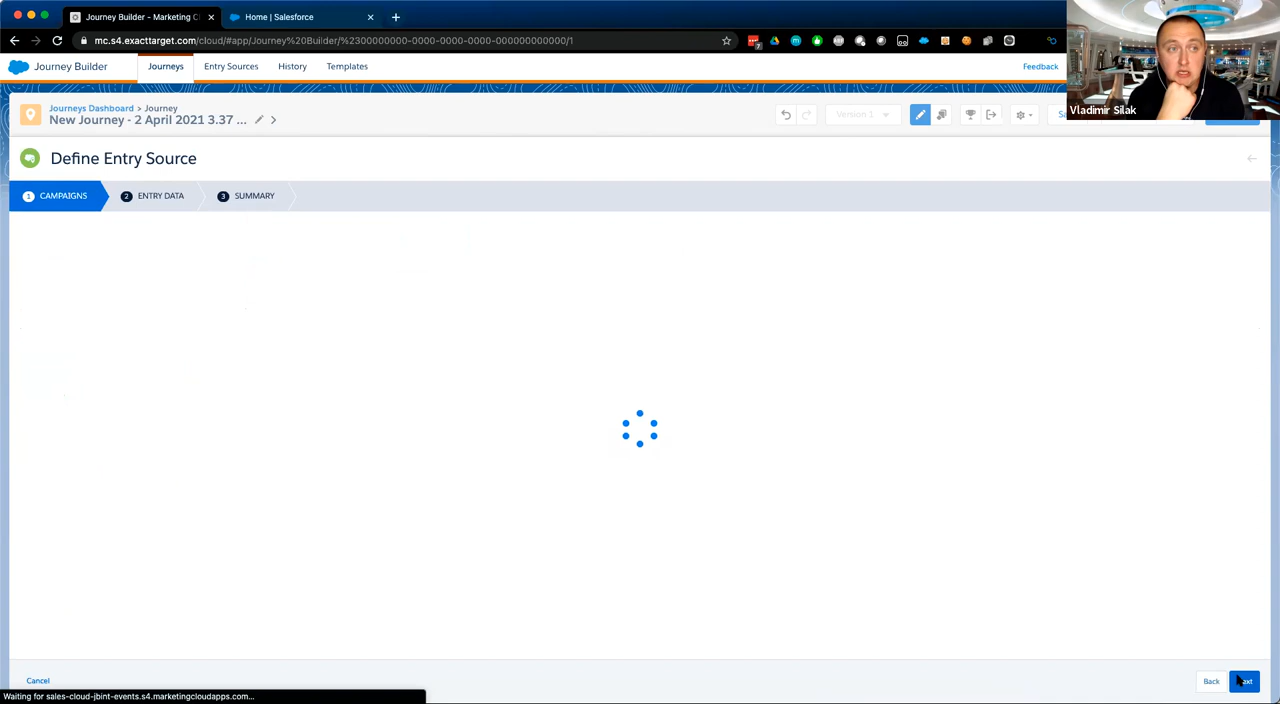 Journey Builder - Marketing C
Home | Salesforce
mc.s4.exacttarget.com/cloud/#app/Journey%20Builder/%2300000000-0000-0000-0000-000000000000/1
Journey Builder
Journeys
Entry Sources
History
Templates
Feedback
Vladimir Silak
Journeys Dashboard > Journey
New Journey - 2 April 2021 3.37 ...
Version 1
Define Entry Source
1 CAMPAIGNS
2 ENTRY DATA
3 SUMMARY
Cancel
Back
Waiting for sales-cloud-jbint-events.s4.marketingcloudapps.com...